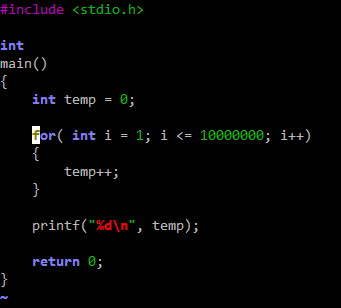 #include <stdio.h>
int
main()
{
int temp = 0;
for( int i = 1; i <= 10000000; i++)
{
temp++;
}
printf("%d\n", temp);
return 0;
}
~